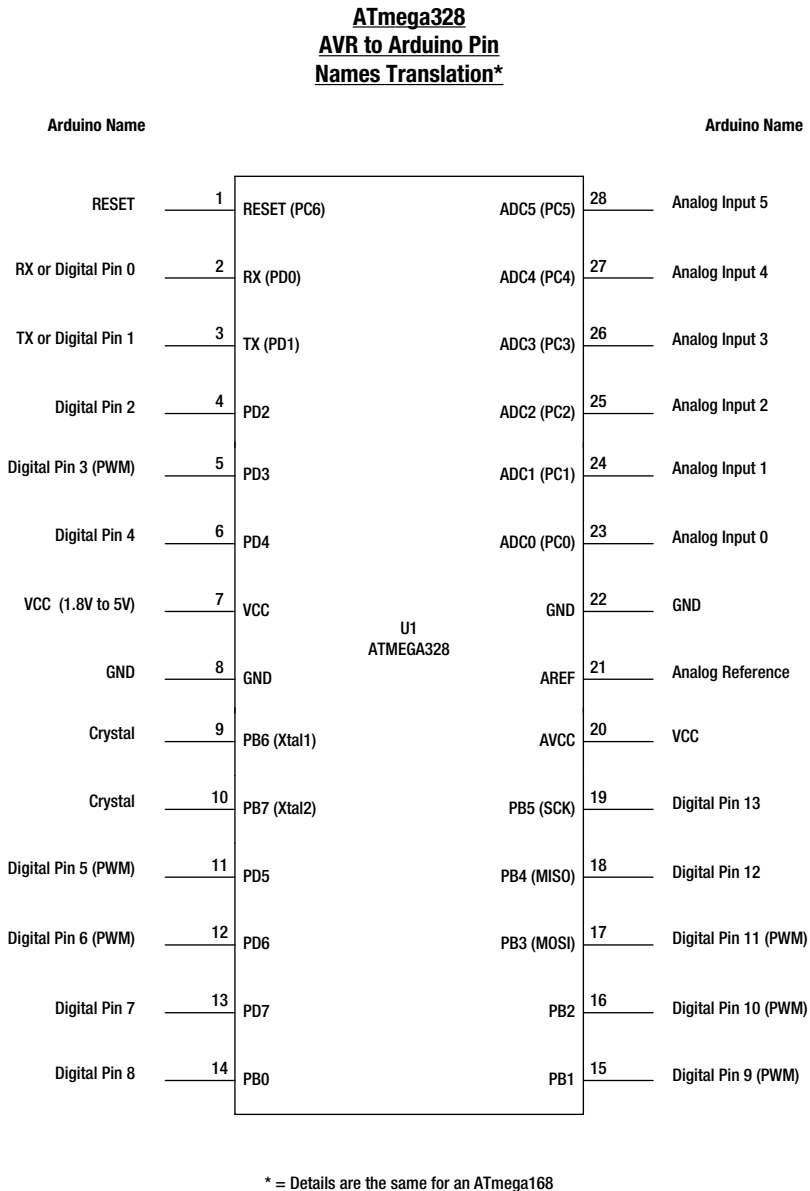 ATmega328
AVR to Arduino Pin
Names Translation*
Arduino Name Arduino Name
RESET 1 RESET (PC6) ADC5 (PC5) 28 Analog Input 5
RX or Digital Pin 0 2 RX (PD0) ADC4 (PC4) 27 Analog Input 4
TX or Digital Pin 1 3 TX (PD1) ADC3 (PC3) 26 Analog Input 3
Digital Pin 2 4 PD2 ADC2 (PC2) 25 Analog Input 2
Digital Pin 3 (PWM) 5 PD3 ADC1 (PC1) 24 Analog Input 1
Digital Pin 4 6 PD4 ADC0 (PC0) 23 Analog Input 0
VCC (1.8V to 5V) 7 VCC GND 22 GND
U1
ATMEGA328
GND 8 GND AREF 21 Analog Reference
Crystal 9 PB6 (Xtal1) AVCC 20 VCC
Crystal 10 PB7 (Xtal2) PB5 (SCK) 19 Digital Pin 13
Digital Pin 5 (PWM) 11 PD5 PB4 (MISO) 18 Digital Pin 12
Digital Pin 6 (PWM) 12 PD6 PB3 (MOSI) 17 Digital Pin 11 (PWM)
Digital Pin 7 13 PD7 PB2 16 Digital Pin 10 (PWM)
Digital Pin 8 14 PB0 PB1 15 Digital Pin 9 (PWM)
* = Details are the same for an ATmega168